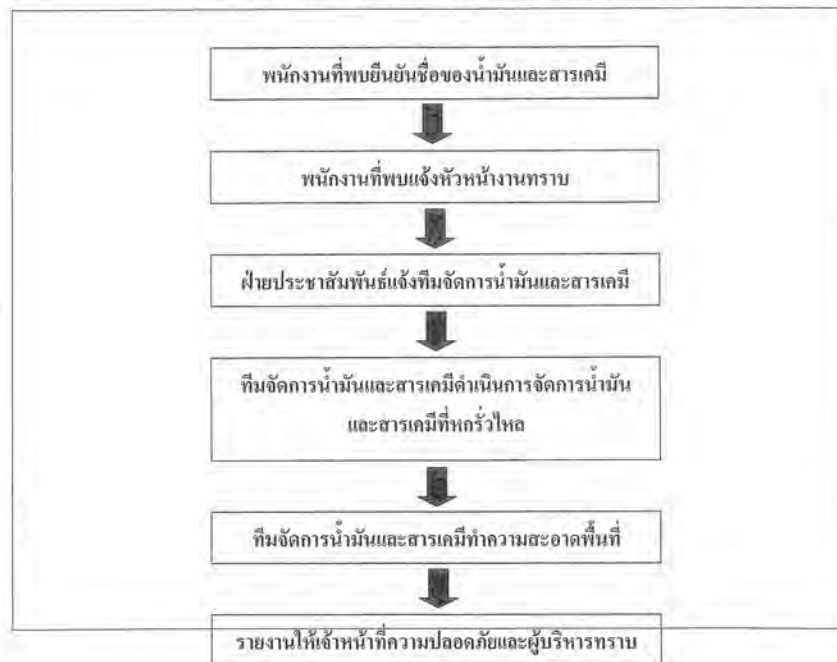 พนักงานที่พบยืนยันชื่อของน้ำมันและสารเคมี
พนักงานที่พบแจ้งหัวหน้างานทราบ
ฝ่ายประชาสัมพันธ์แจ้งทีมจัดการน้ำมันและสารเคมี
ทีมจัดการน้ำมันและสารเคมีดำเนินการจัดการน้ำมัน
และสารเคมีที่หกรั่วไหล
ทีมจัดการน้ำมันและสารเคมีทำความสะอาดพื้นที่
รายงานให้เจ้าหน้าที่ความปลอดภัยและผู้บริหารทราบ